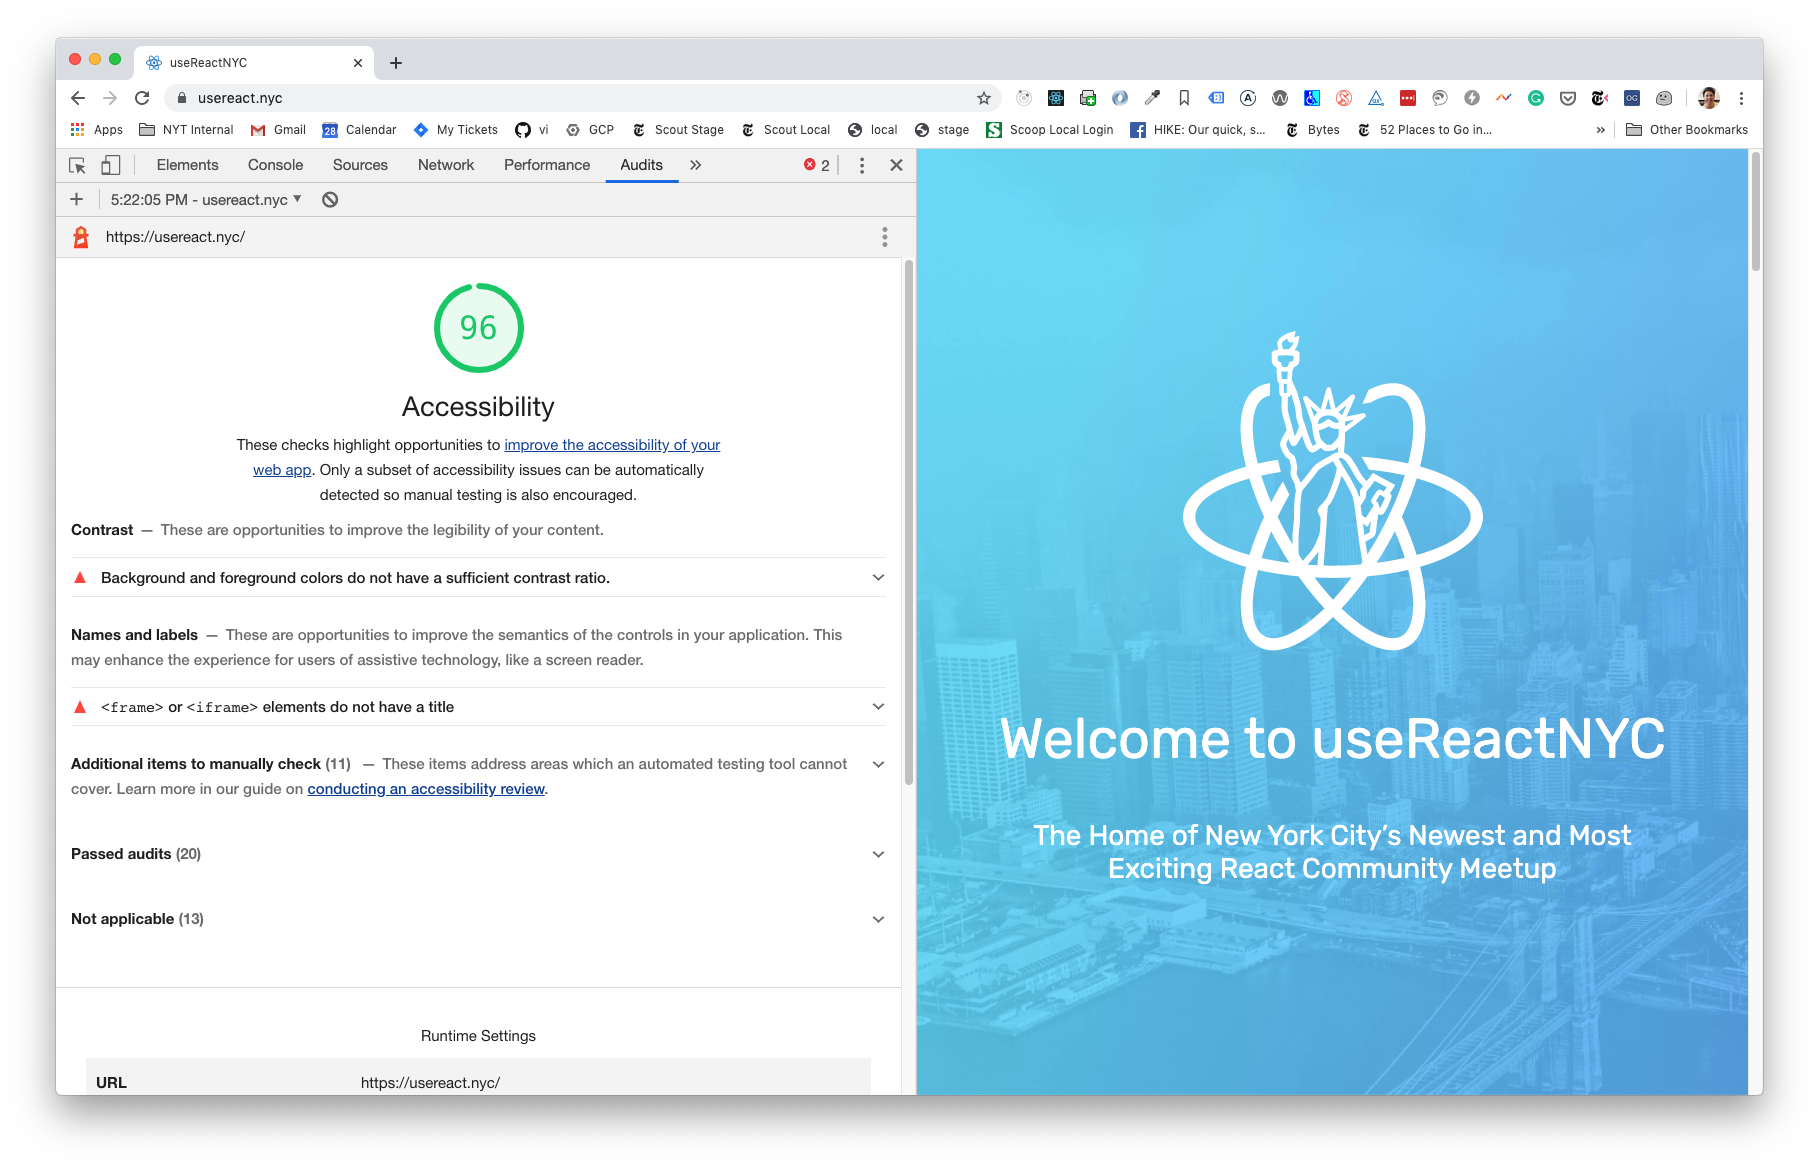 useReactNYC
usereact.nyc
Apps NYT Internal Gmail 28 Calendar My Tickets vi GCP Scout Stage Scout Local local stage Scoop Local Login HIKE: Our quick, s... Bytes 52 Places to Go in... » Other Bookmarks
Elements Console Sources Network Performance Audits » 2
5:22:05 PM - usereact.nyc
https://usereact.nyc/
96
Accessibility
These checks highlight opportunities to improve the accessibility of your
web app. Only a subset of accessibility issues can be automatically
detected so manual testing is also encouraged.
Contrast — These are opportunities to improve the legibility of your content.
Background and foreground colors do not have a sufficient contrast ratio.
Names and labels — These are opportunities to improve the semantics of the controls in your application. This
may enhance the experience for users of assistive technology, like a screen reader.
<frame> or <iframe> elements do not have a title
Additional items to manually check (11) — These items address areas which an automated testing tool cannot
cover. Learn more in our guide on conducting an accessibility review.
Passed audits (20)
Not applicable (13)
Runtime Settings
URL https://usereact.nyc/
Welcome to useReactNYC
The Home of New York City’s Newest and Most
Exciting React Community Meetup